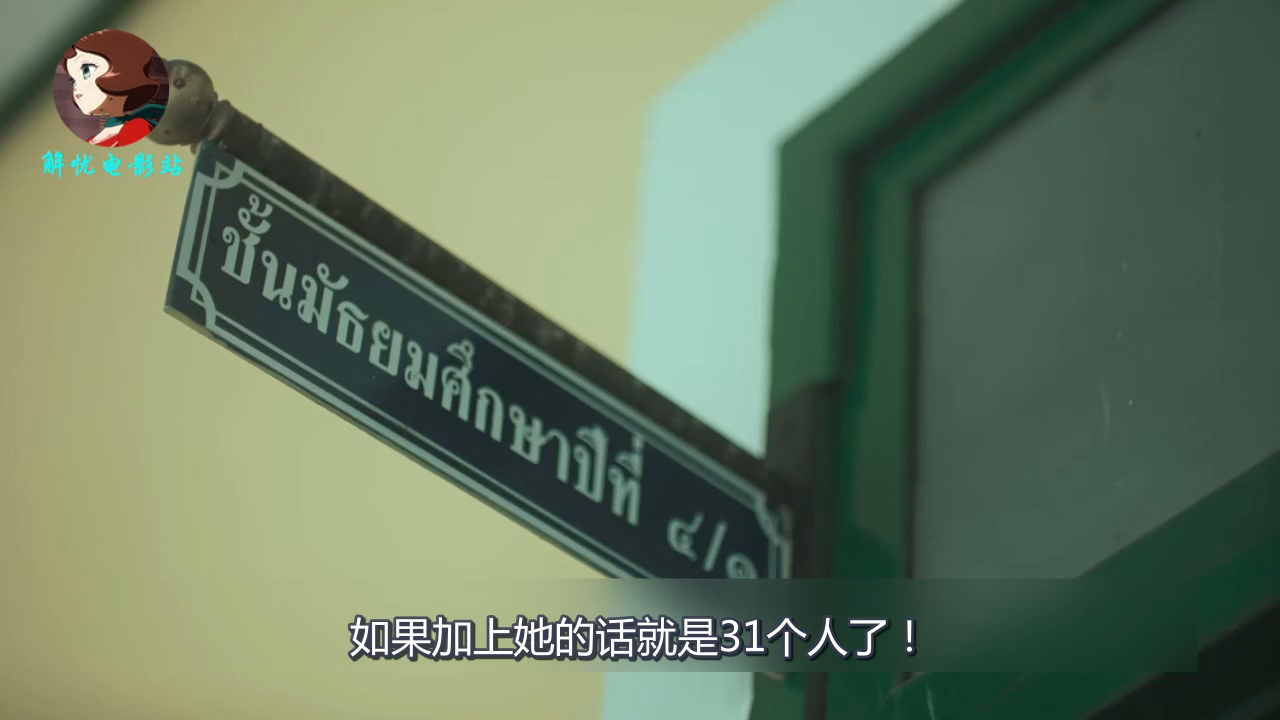 解忧电影站
ชั้นมัธยมศึกษาปีที่ ๔/๑
如果加上她的话就是31个人了！